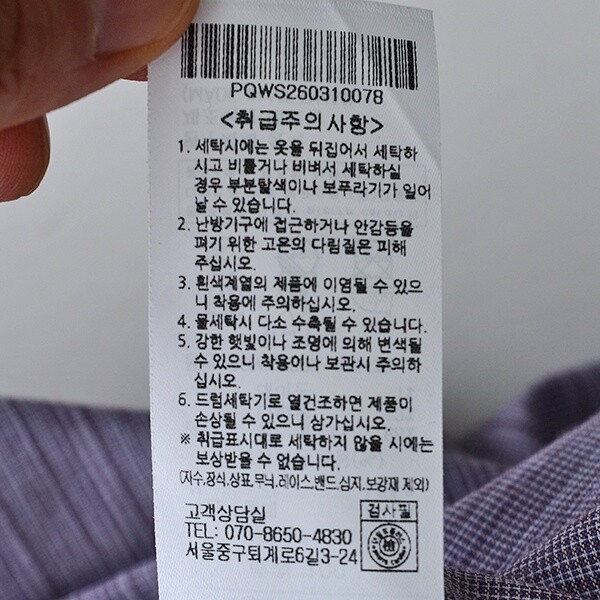 PQWS260310078
<취급주의사항>
1. 세탁시에는 옷을 뒤집어서 세탁하
시고 비틀거나 비벼서 세탁하실
경우 부분탈색이나 보푸라기가 일어
날 수 있습니다.
2. 난방기구에 접근하거나 안감등을
펴기 위한 고온의 다림질은 피해
주십시오.
3. 흰색계열의 제품에 이염될 수 있으
니 착용에 주의하십시오.
4. 물세탁시 다소 수축될 수 있습니다.
5. 강한 햇빛이나 조명에 의해 변색될
수 있으니 착용이나 보관시 주의하
십시오.
6. 드럼세탁기로 열건조하면 제품이
손상될 수 있으니 삼가십시오.
※ 취급표시대로 세탁하지 않을 시에는
보상받을 수 없습니다.
(자수,장식,상표,무늬,레이스,밴드,심지,보강재 제외)
고객상담실
검사필
TEL: 070-8650-4830
서울중구퇴계로6길3-24